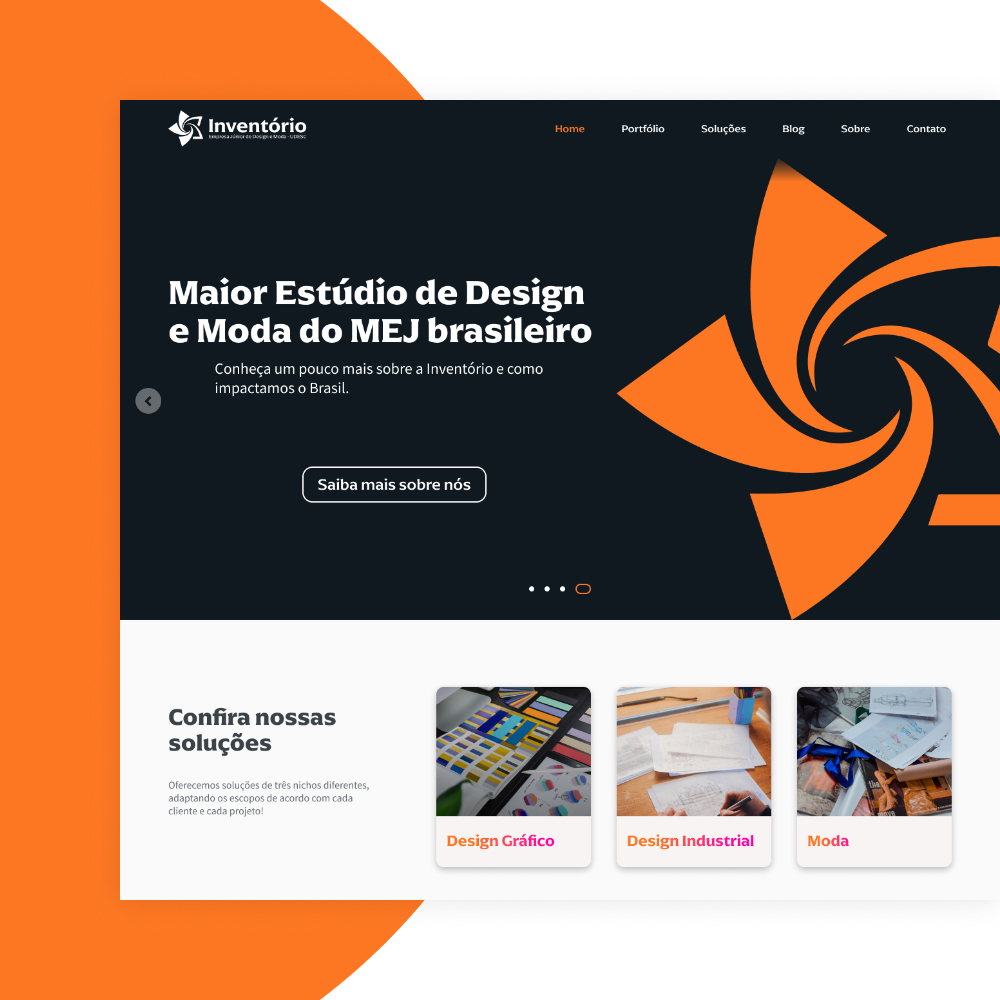 Inventório
Empresa Júnior de Design e Moda - UDESC
Home Portfólio Soluções Blog Sobre Contato
Maior Estúdio de Design
e Moda do MEJ brasileiro
Conheça um pouco mais sobre a Inventório e como
impactamos o Brasil.
Saiba mais sobre nós
Confira nossas
soluções
Oferecemos soluções de três nichos diferentes,
adaptando os escopos de acordo com cada
cliente e cada projeto!
Design Gráfico
Design Industrial
Moda